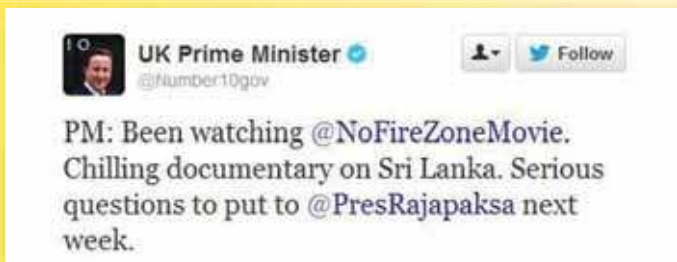 10
UK Prime Minister
@Number10gov
Follow
PM: Been watching @NoFireZoneMovie.
Chilling documentary on Sri Lanka. Serious
questions to put to @PresRajapaksa next
week.